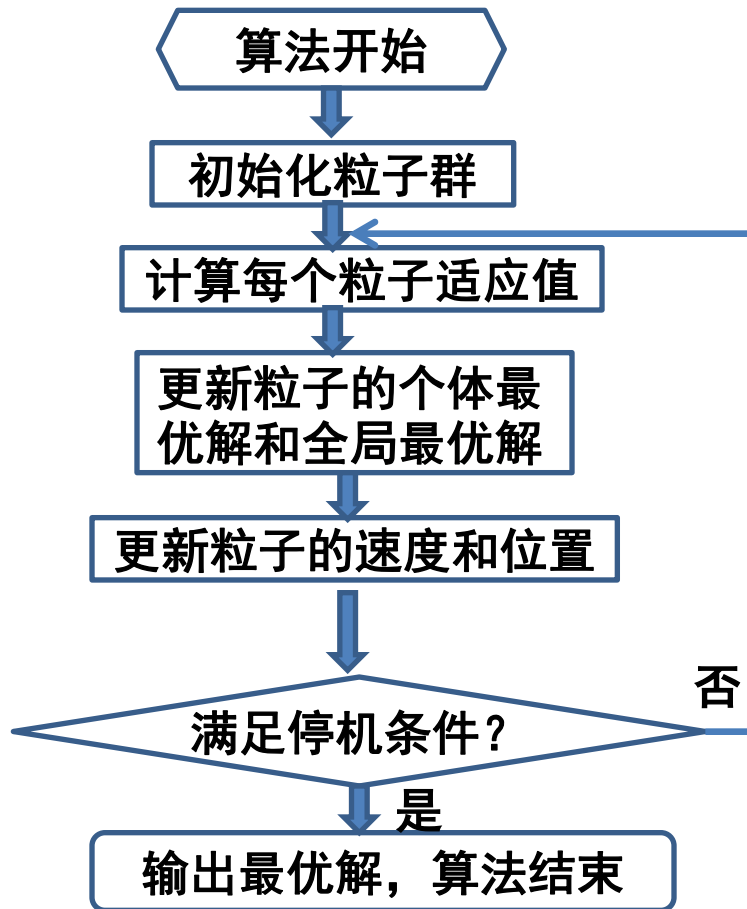 算法开始
初始化粒子群
计算每个粒子适应值
更新粒子的个体最
优解和全局最优解
更新粒子的速度和位置
否
满足停机条件？
是
输出最优解，算法结束